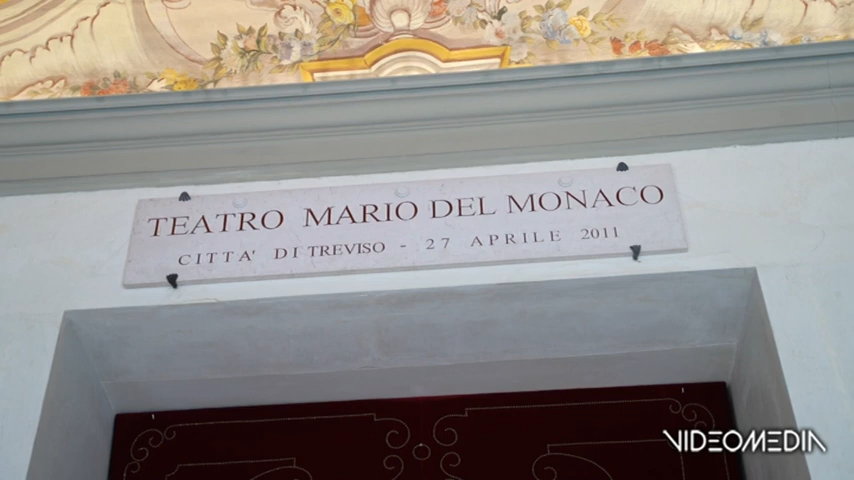 TEATRO MARIO DEL MONACO
CITTA' DI TREVISO - 27 APRILE 2011
VIDEOMEDIA